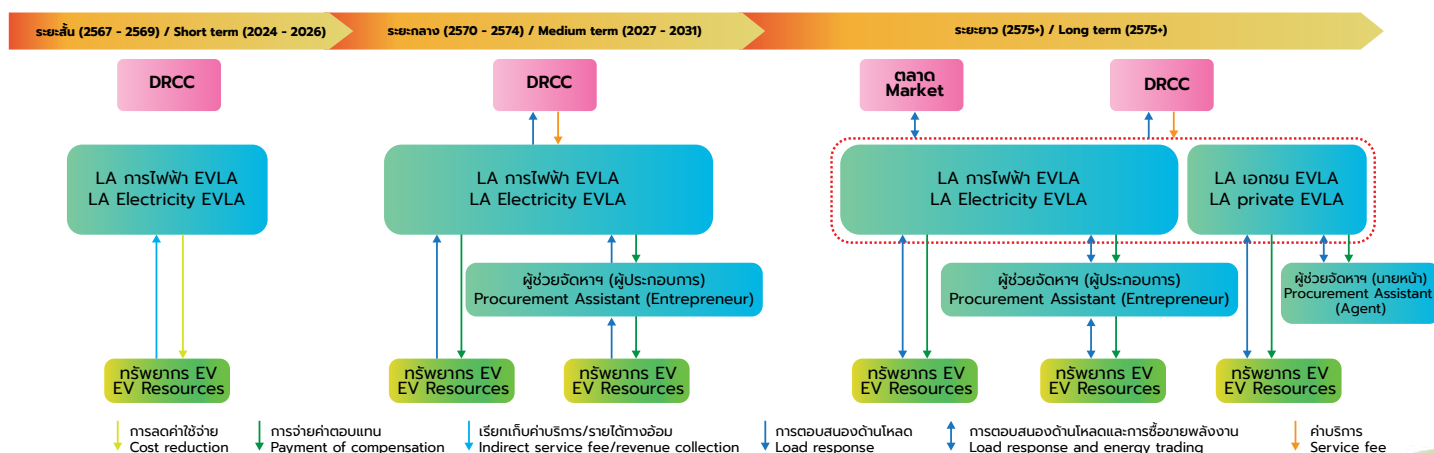 ระยะสั้น (2567 - 2569) / Short term (2024 - 2026)
ระยะกลาง (2570 - 2574) / Medium term (2027 - 2031)
ระยะยาว (2575+) / Long term (2575+)
DRCC
DRCC
ตลาด
Market
DRCC
LA การไฟฟ้า EVLA
LA Electricity EVLA
LA การไฟฟ้า EVLA
LA Electricity EVLA
LA การไฟฟ้า EVLA
LA Electricity EVLA
LA เอกชน EVLA
LA private EVLA
ผู้ช่วยจัดหาฯ (ผู้ประกอบการ)
Procurement Assistant (Entrepreneur)
ผู้ช่วยจัดหาฯ (ผู้ประกอบการ)
Procurement Assistant (Entrepreneur)
ผู้ช่วยจัดหาฯ (นายหน้า)
Procurement Assistant
(Agent)
ทรัพยากร EV
EV Resources
ทรัพยากร EV
EV Resources
ทรัพยากร EV
EV Resources
ทรัพยากร EV
EV Resources
ทรัพยากร EV
EV Resources
ทรัพยากร EV
EV Resources
การลดค่าใช้จ่าย
Cost reduction
การจ่ายค่าตอบแทน
Payment of compensation
เรียกเก็บค่าบริการ/รายได้ทางอ้อม
Indirect service fee/revenue collection
การตอบสนองด้านโหลด
Load response
การตอบสนองด้านโหลดและการซื้อขายพลังงาน
Load response and energy trading
ค่าบริการ
Service fee